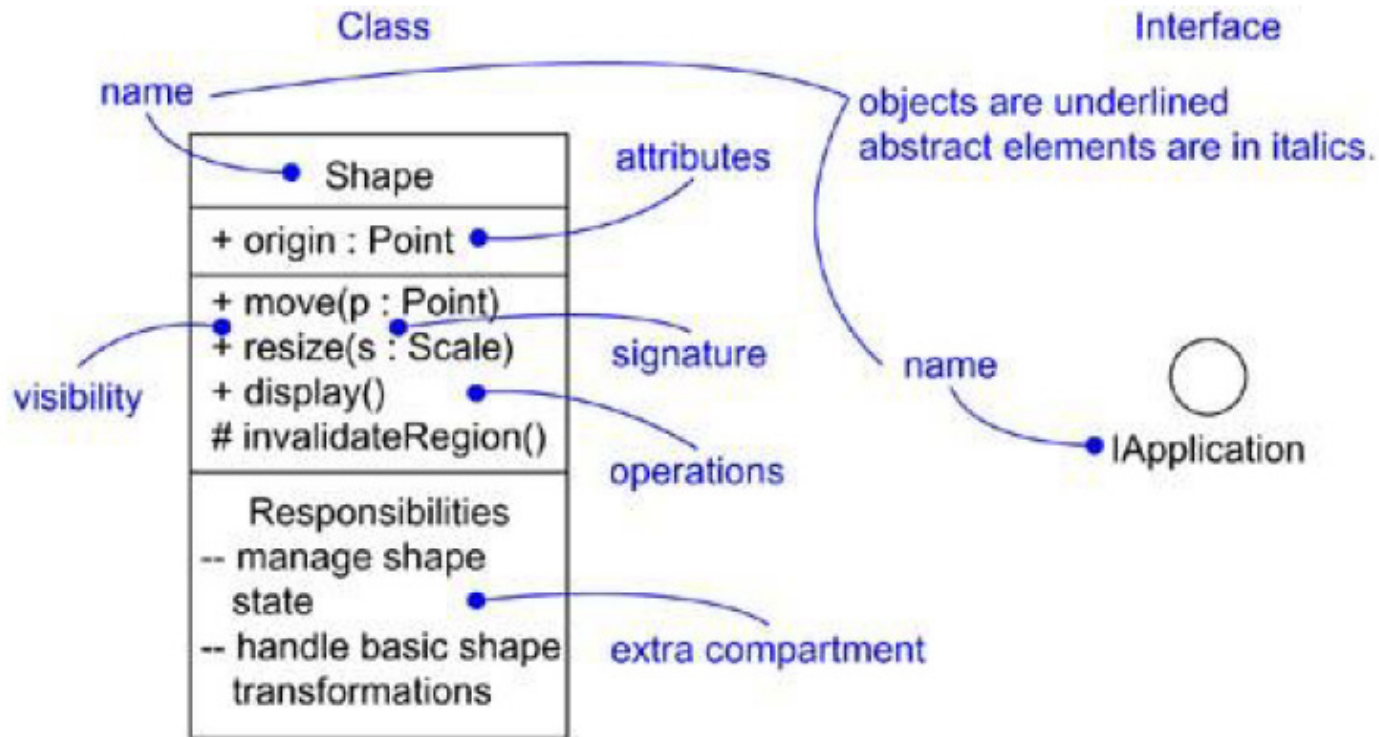 Class
Interface
name
objects are underlined
abstract elements are in italics.
Shape
attributes
+ origin : Point
+ move(p : Point)
+ resize(s : Scale)
+ display()
# invalidateRegion()
visibility
signature
operations
name
IApplication
Responsibilities
-- manage shape
state
-- handle basic shape
transformations
extra compartment